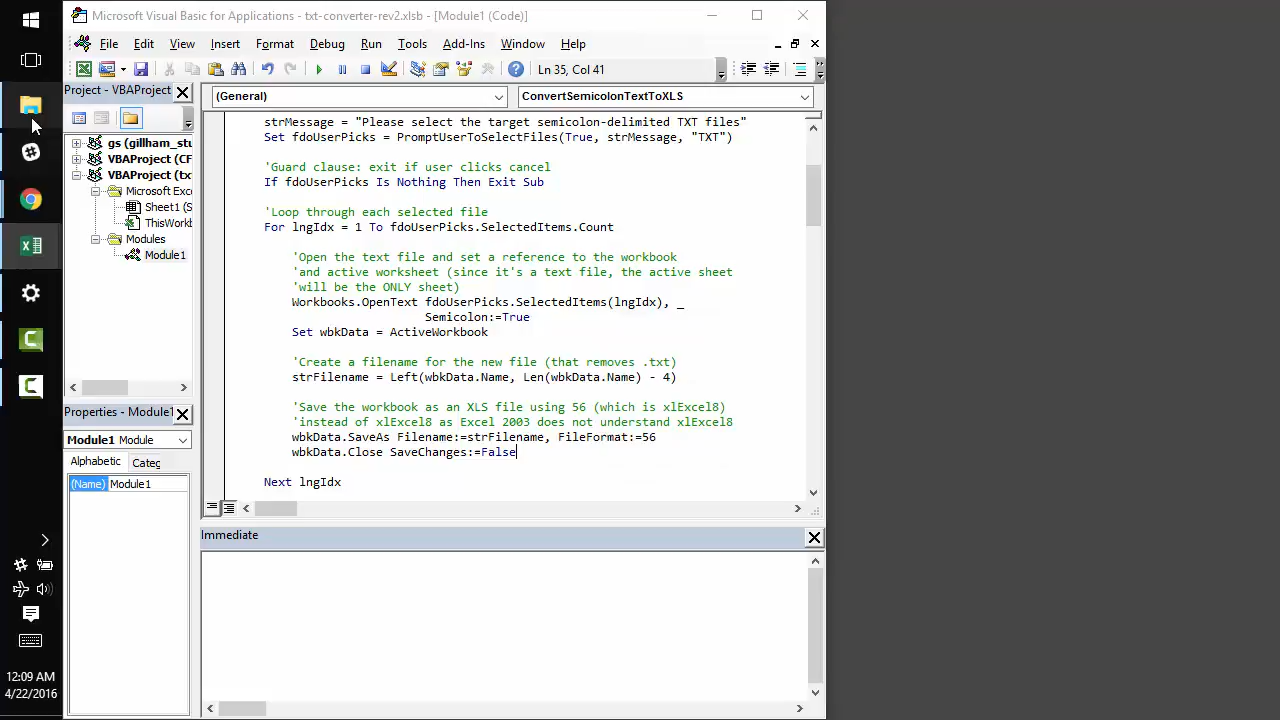 Microsoft Visual Basic for Applications - txt-converter-rev2.xlsb - [Module1 (Code)]
File Edit View Insert Format Debug Run Tools Add-Ins Window Help
Ln 35, Col 41
Project - VBAProject
(General)
ConvertSemicolonTextToXLS
gs (gillham_stu
VBAProject (CF
VBAProject (txt
Microsoft Exce
Sheet1 (S
ThisWorkb
Modules
Module1
strMessage = "Please select the target semicolon-delimited TXT files"
Set fdoUserPicks = PromptUserToSelectFiles(True, strMessage, "TXT")
'Guard clause: exit if user clicks cancel
If fdoUserPicks Is Nothing Then Exit Sub
'Loop through each selected file
For lngIdx = 1 To fdoUserPicks.SelectedItems.Count
'Open the text file and set a reference to the workbook
'and active worksheet (since it's a text file, the active sheet
'will be the ONLY sheet)
Workbooks.OpenText fdoUserPicks.SelectedItems(lngIdx), _
Semicolon:=True
Set wbkData = ActiveWorkbook
'Create a filename for the new file (that removes .txt)
strFilename = Left(wbkData.Name, Len(wbkData.Name) - 4)
'Save the workbook as an XLS file using 56 (which is xlExcel8)
'instead of xlExcel8 as Excel 2003 does not understand xlExcel8
wbkData.SaveAs Filename:=strFilename, FileFormat:=56
wbkData.Close SaveChanges:=False
Next lngIdx
Properties - Module1
Module1 Module
Alphabetic Categ
(Name) Module1
Immediate
12:09 AM
4/22/2016